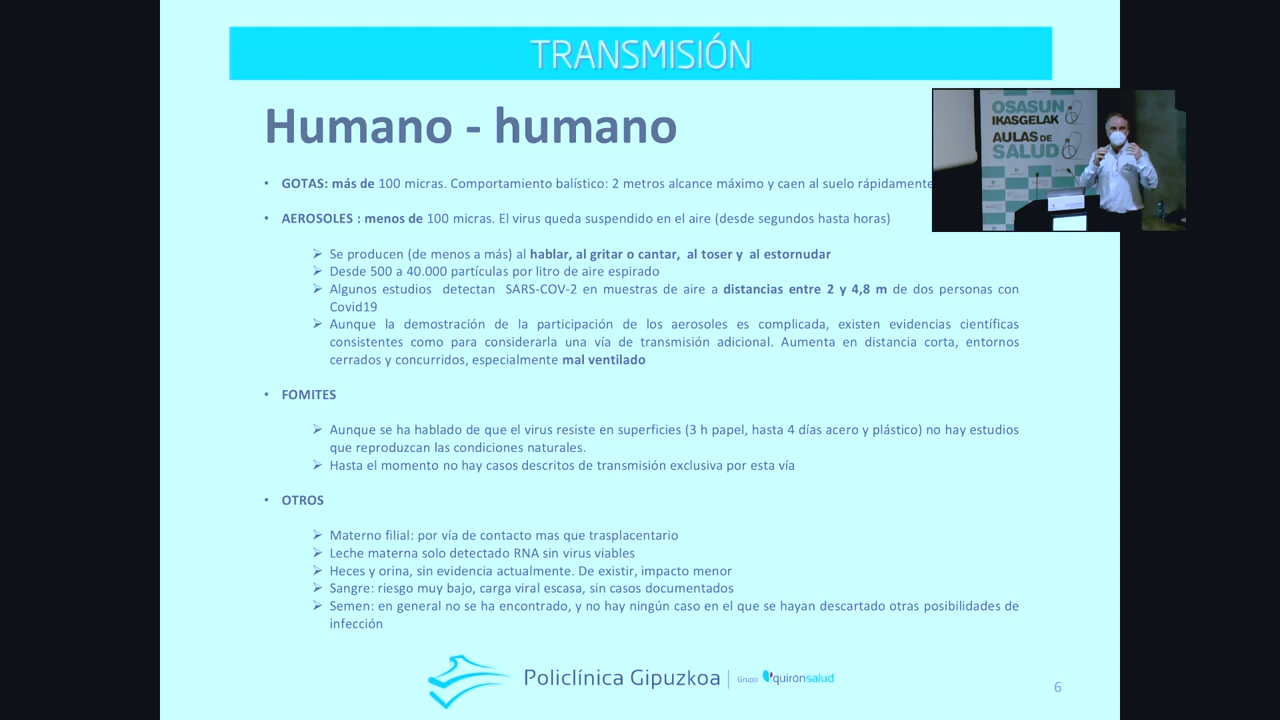 TRANSMISIÓN
Humano - humano
• GOTAS: más de 100 micras. Comportamiento balístico: 2 metros alcance máximo y caen al suelo rápidamente
• AEROSOLES : menos de 100 micras. El virus queda suspendido en el aire (desde segundos hasta horas)
➢ Se producen (de menos a más) al hablar, al gritar o cantar, al toser y al estornudar
➢ Desde 500 a 40.000 partículas por litro de aire espirado
➢ Algunos estudios detectan SARS-COV-2 en muestras de aire a distancias entre 2 y 4,8 m de dos personas con
Covid19
➢ Aunque la demostración de la participación de los aerosoles es complicada, existen evidencias científicas
consistentes como para considerarla una vía de transmisión adicional. Aumenta en distancia corta, entornos
cerrados y concurridos, especialmente mal ventilado
• FOMITES
➢ Aunque se ha hablado de que el virus resiste en superficies (3 h papel, hasta 4 días acero y plástico) no hay estudios
que reproduzcan las condiciones naturales.
➢ Hasta el momento no hay casos descritos de transmisión exclusiva por esta vía
• OTROS
➢ Materno filial: por vía de contacto mas que trasplacentario
➢ Leche materna solo detectado RNA sin virus viables
➢ Heces y orina, sin evidencia actualmente. De existir, impacto menor
➢ Sangre: riesgo muy bajo, carga viral escasa, sin casos documentados
➢ Semen: en general no se ha encontrado, y no hay ningún caso en el que se hayan descartado otras posibilidades de
infección
Policlínica Gipuzkoa
Grupo quirónsalud
6
OSASUN
IKASGELAK
AULAS DE
SALUD